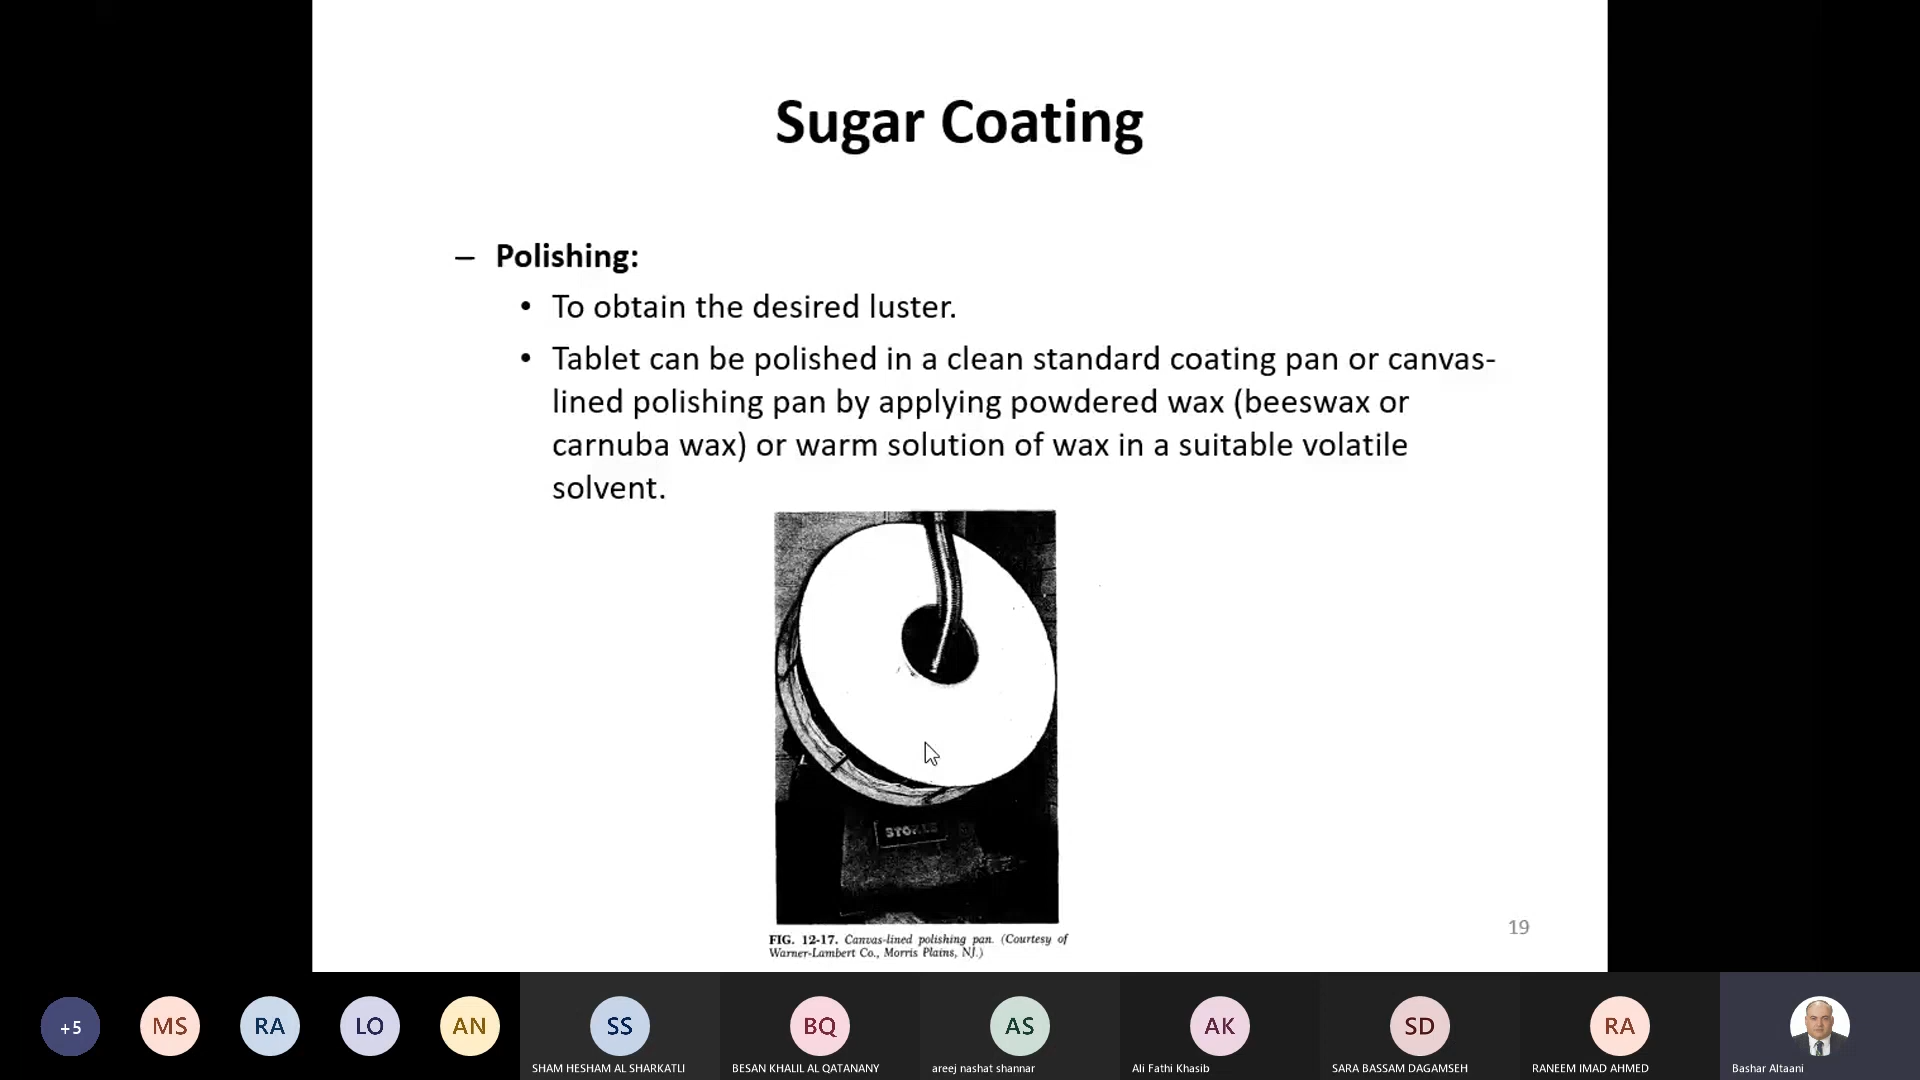 Sugar Coating
– Polishing:
• To obtain the desired luster.
• Tablet can be polished in a clean standard coating pan or canvas-
lined polishing pan by applying powdered wax (beeswax or
carnuba wax) or warm solution of wax in a suitable volatile
solvent.
FIG. 12-17. Canvas-lined polishing pan. (Courtesy of
Warner-Lambert Co., Morris Plains, NJ.)
19
+5
MS
RA
LO
AN
SS
BQ
AS
AK
SD
RA
SHAM HESHAM AL SHARKATLI
BESAN KHALIL AL QATANANY
areej nashat shannar
Ali Fathi Khasib
SARA BASSAM DAGAMSEH
RANEEM IMAD AHMED
Bashar Altaani